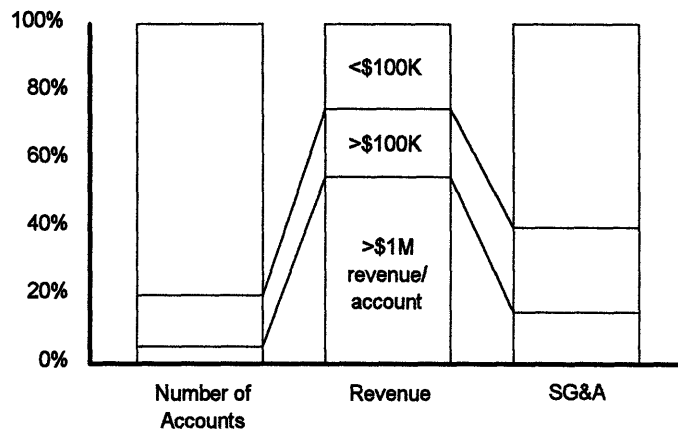 100%
80%
60%
40%
20%
0%
<$100K
>$100K
>$1M
revenue/
account
Number of
Accounts
Revenue
SG&A